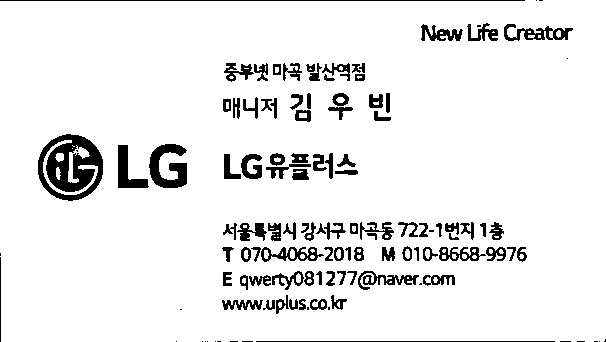 New Life Creator
중부넷 마곡 발산역점
매니저 김 우 빈
LG LG유플러스
서울특별시 강서구 마곡동 722-1번지 1층
T 070-4068-2018 M 010-8668-9976
E qwerty081277@naver.com
www.uplus.co.kr